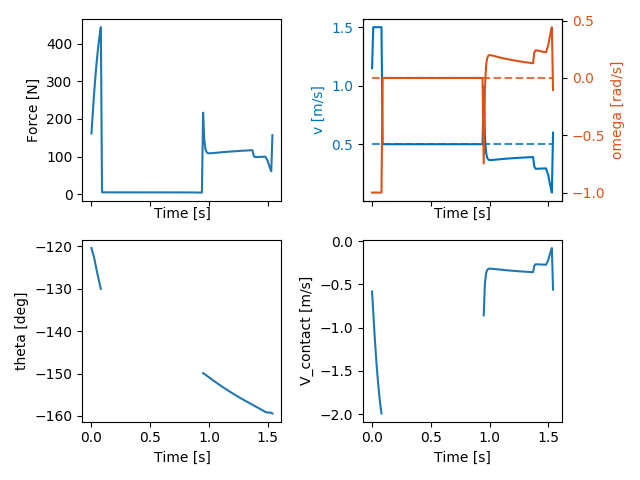 400
300
200
100
0
Force [N]
Time [s]
1.5
1.0
0.5
v [m/s]
0.5
0.0
−0.5
−1.0
omega [rad/s]
Time [s]
−120
−130
−140
−150
−160
theta [deg]
0.0 0.5 1.0 1.5
Time [s]
0.0
−0.5
−1.0
−1.5
−2.0
V_contact [m/s]
0.0 0.5 1.0 1.5
Time [s]